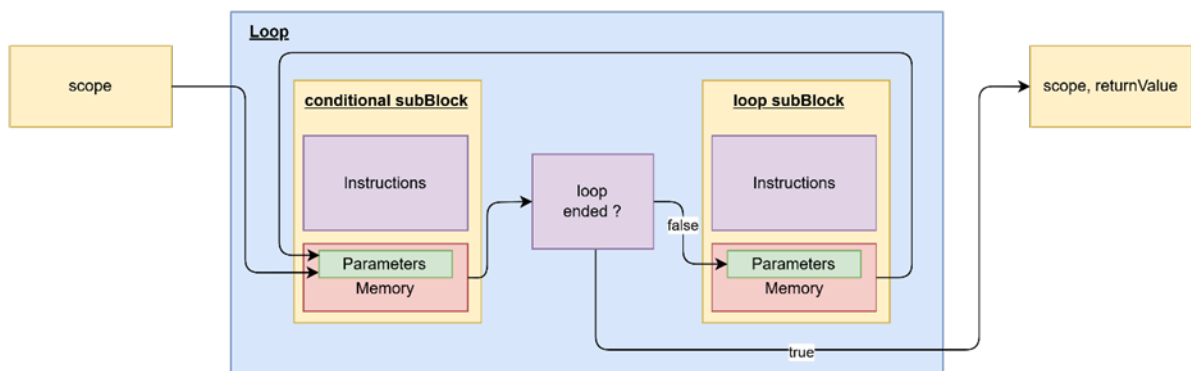 Loop
scope
scope, returnValue
conditional subBlock
loop subBlock
Instructions
loop
ended ?
Instructions
false
Parameters
Memory
Parameters
Memory
true